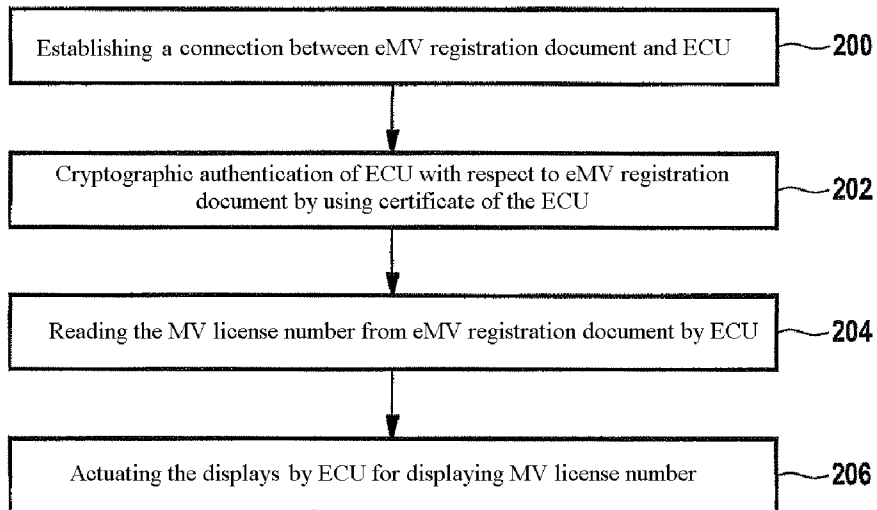 Establishing a connection between eMV registration document and ECU 200
Cryptographic authentication of ECU with respect to eMV registration
document by using certificate of the ECU 202
Reading the MV license number from eMV registration document by ECU 204
Actuating the displays by ECU for displaying MV license number 206